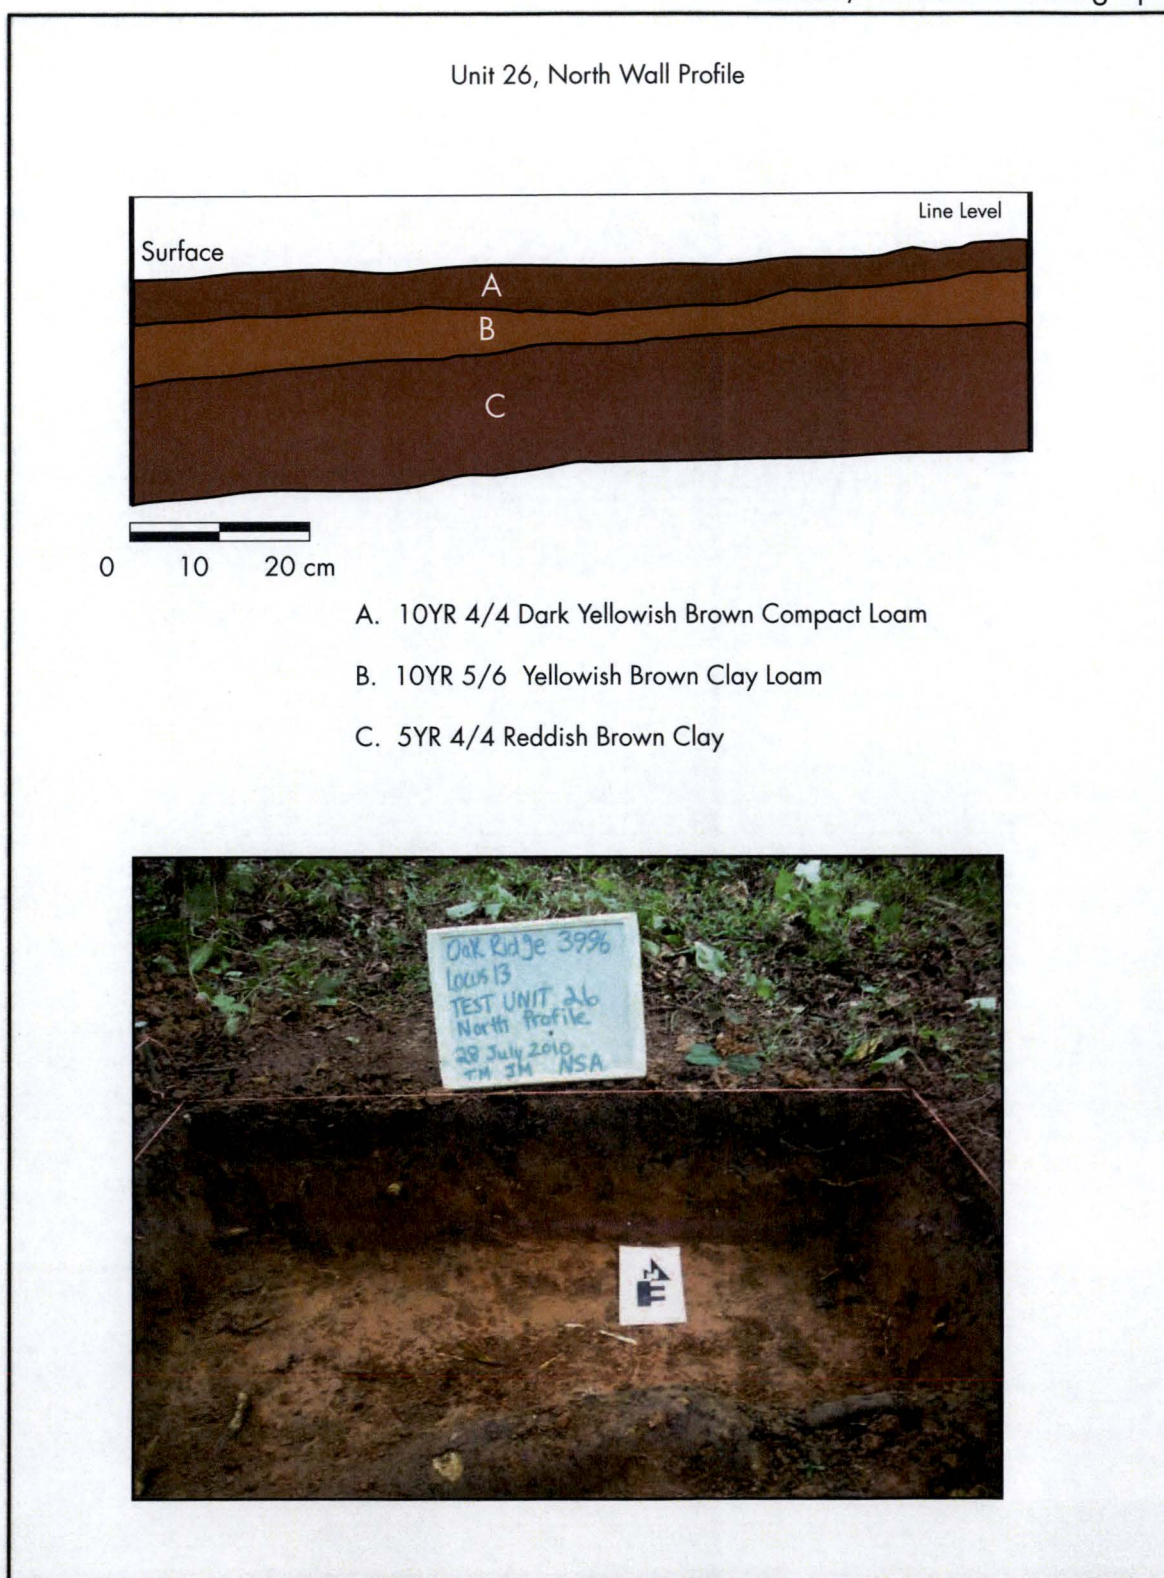 Unit 26, North Wall Profile
Line Level
Surface
A
B
C
0 10 20 cm
A. 10YR 4/4 Dark Yellowish Brown Compact Loam
B. 10YR 5/6 Yellowish Brown Clay Loam
C. 5YR 4/4 Reddish Brown Clay
Oak Ridge 3996
Locus 13
TEST UNIT 26
North Profile
28 July 2010
TM JM NSA